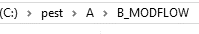 (C:) > pest > A > B_MODFLOW